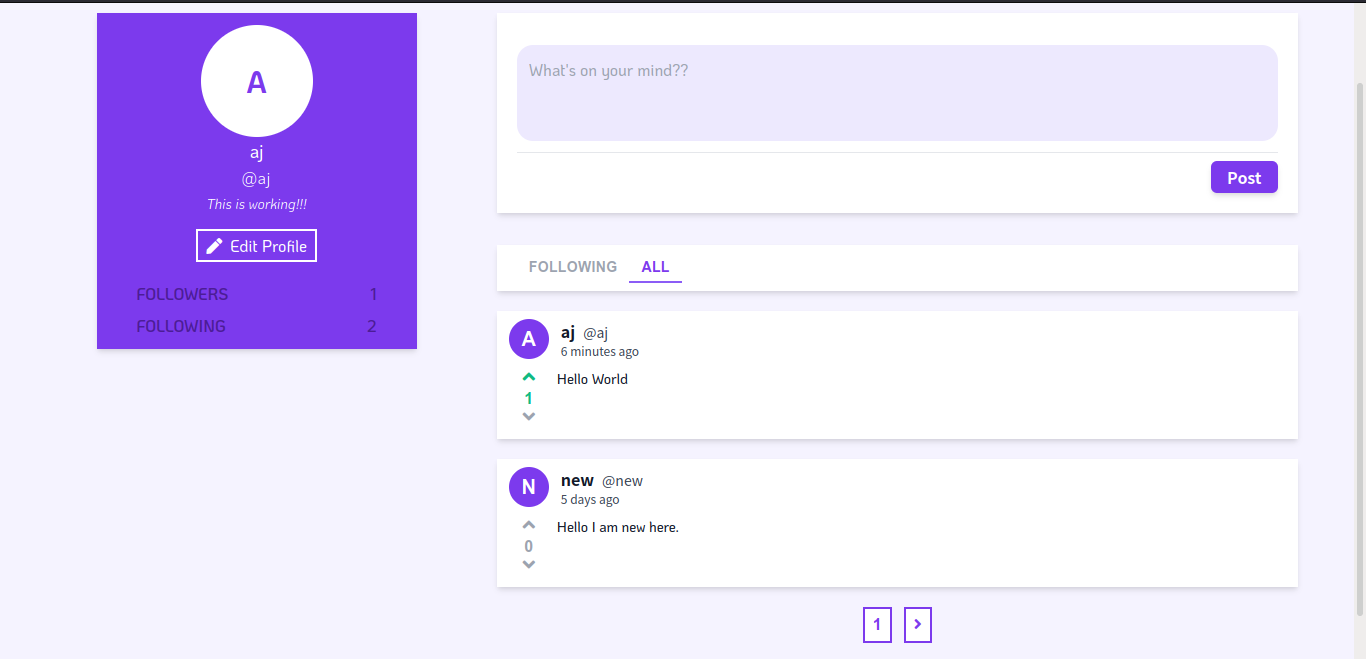 A
aj
@aj
This is working!!!
Edit Profile
FOLLOWERS 1
FOLLOWING 2
What's on your mind??
Post
FOLLOWING ALL
A
aj @aj
6 minutes ago
Hello World
1
N
new @new
5 days ago
Hello I am new here.
0
1